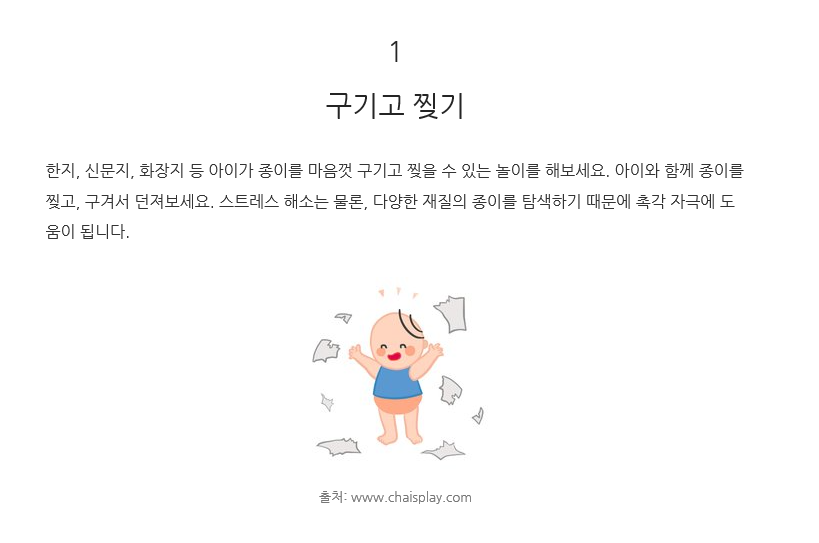 1
구기고 찢기
한지, 신문지, 화장지 등 아이가 종이를 마음껏 구기고 찢을 수 있는 놀이를 해보세요. 아이와 함께 종이를
찢고, 구겨서 던져보세요. 스트레스 해소는 물론, 다양한 재질의 종이를 탐색하기 때문에 촉각 자극에 도
움이 됩니다.
출처: www.chaisplay.com